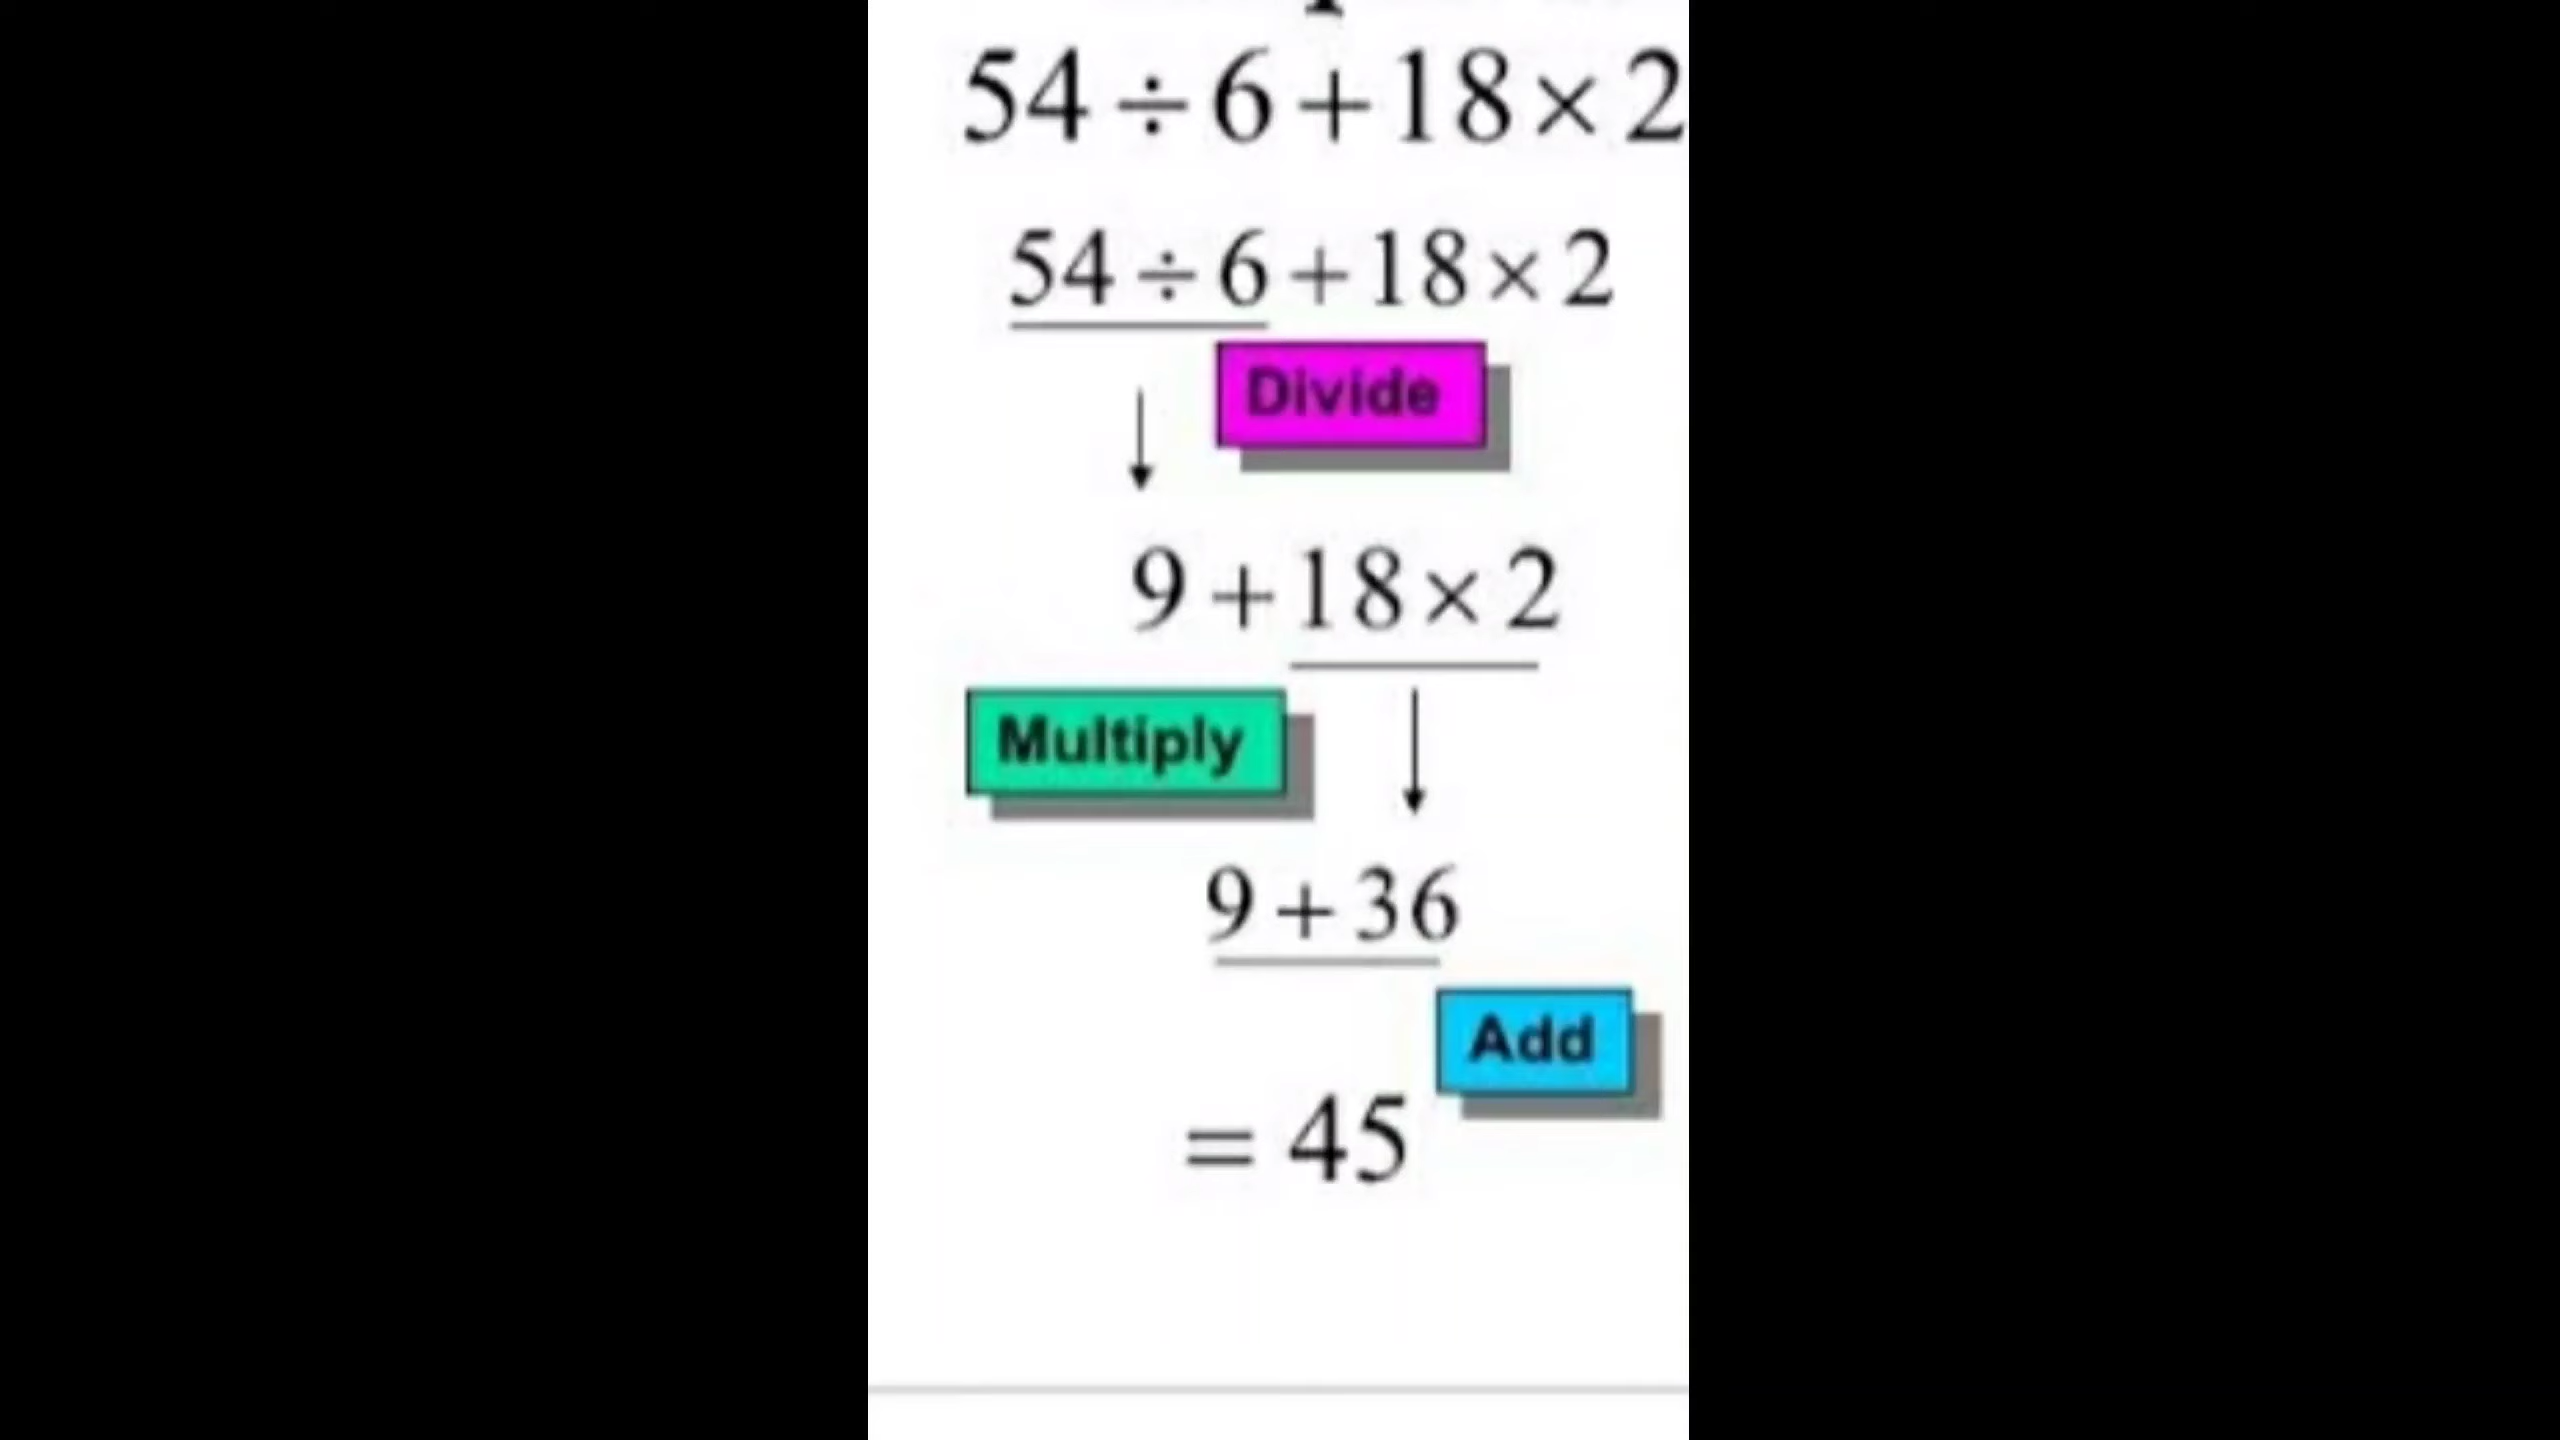 54 ÷ 6 + 18 × 2
54 ÷ 6 + 18 × 2
Divide
9 + 18 × 2
Multiply
9 + 36
Add
= 45